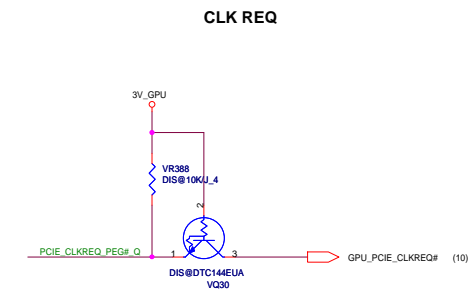 CLK REQ
3V_GPU
VR388
DIS@10K/J_4
2
PCIE_CLKREQ_PEG#_Q
1
3
GPU_PCIE_CLKREQ# (10)
DIS@DTC144EUA
VQ30